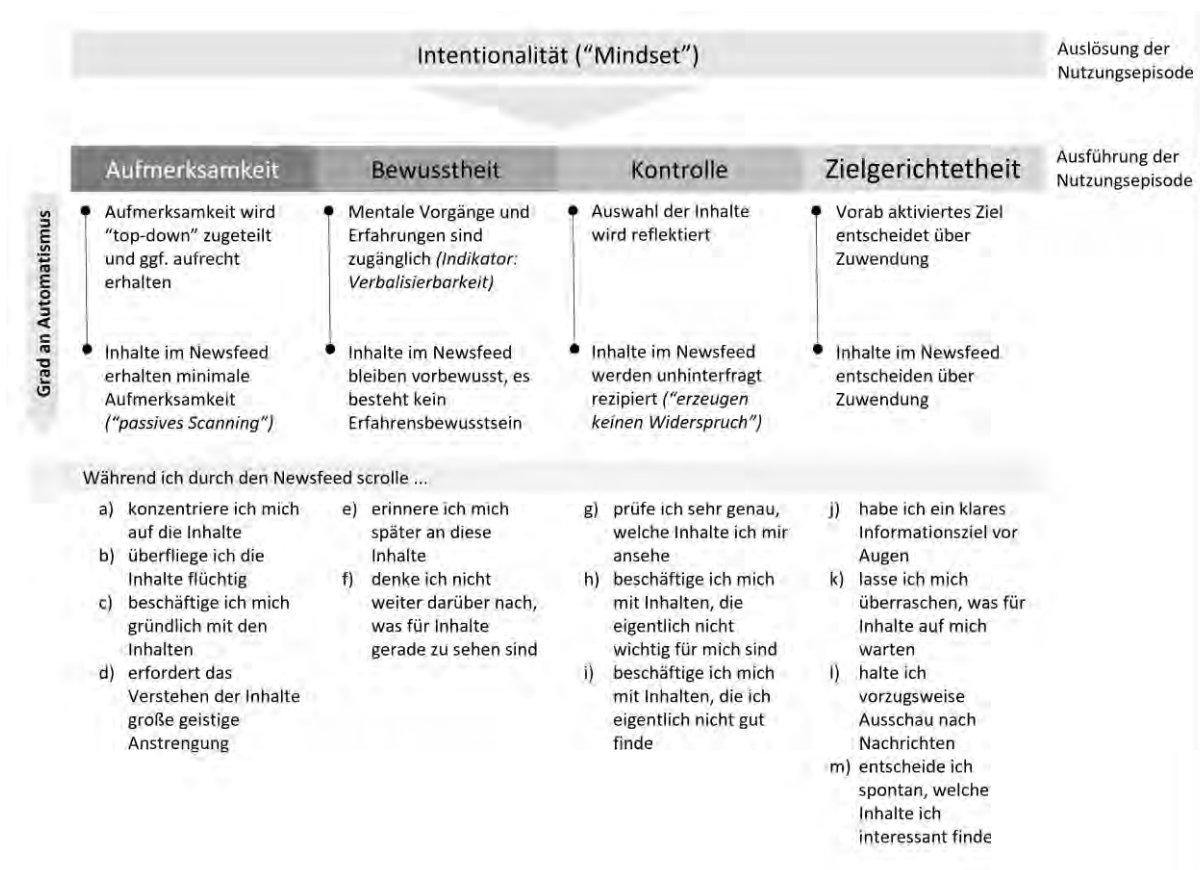 Intentionalität (“Mindset”)
Auslösung der
Nutzungsepisode
Aufmerksamkeit
Bewusstheit
Kontrolle
Zielgerichtetheit
Ausführung der
Nutzungsepisode
Grad an Automatismus
Aufmerksamkeit wird
“top-down” zugeteilt
und ggf. aufrecht
erhalten
Inhalte im Newsfeed
erhalten minimale
Aufmerksamkeit
(“passives Scanning”)
Mentale Vorgänge und
Erfahrungen sind
zugänglich (Indikator:
Verbalisierbarkeit)
Inhalte im Newsfeed
bleiben vorbewusst, es
besteht kein
Erfahrensbewusstsein
Auswahl der Inhalte
wird reflektiert
Inhalte im Newsfeed
werden unhinterfragt
rezipiert (“erzeugen
keinen Widerspruch”)
Vorab aktiviertes Ziel
entscheidet über
Zuwendung
Inhalte im Newsfeed
entscheiden über
Zuwendung
Während ich durch den Newsfeed scrolle ...
a) konzentriere ich mich
auf die Inhalte
b) überfliege ich die
Inhalte flüchtig
c) beschäftige ich mich
gründlich mit den
Inhalten
d) erfordert das
Verstehen der Inhalte
große geistige
Anstrengung
e) erinnere ich mich
später an diese
Inhalte
f) denke ich nicht
weiter darüber nach,
was für Inhalte
gerade zu sehen sind
g) prüfe ich sehr genau,
welche Inhalte ich mir
ansehe
h) beschäftige ich mich
mit Inhalten, die
eigentlich nicht
wichtig für mich sind
i) beschäftige ich mich
mit Inhalten, die ich
eigentlich nicht gut
finde
j) habe ich ein klares
Informationsziel vor
Augen
k) lasse ich mich
überraschen, was für
Inhalte auf mich
warten
l) halte ich
vorzugsweise
Ausschau nach
Nachrichten
m) entscheide ich
spontan, welche
Inhalte ich
interessant finde